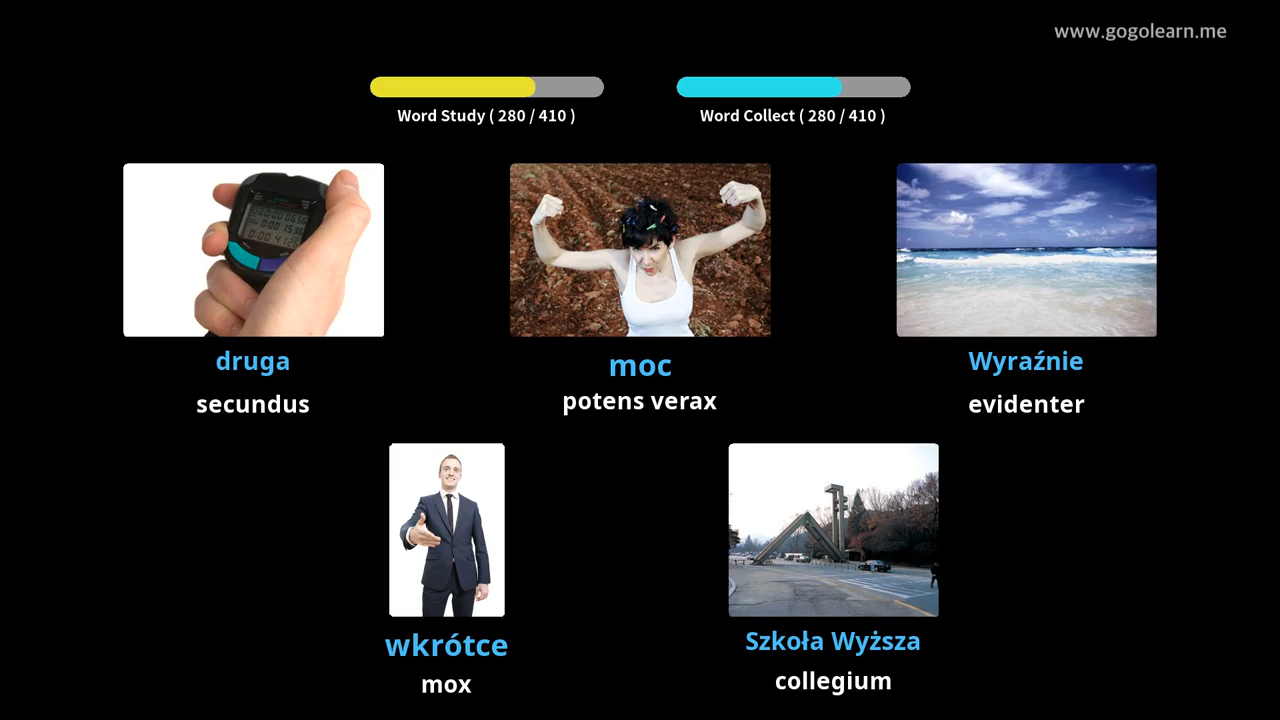 www.gogolearn.me
Word Study ( 280 / 410 )
Word Collect ( 280 / 410 )
druga
secundus
moc
potens verax
Wyraźnie
evidenter
wkrótce
mox
Szkoła Wyższa
collegium